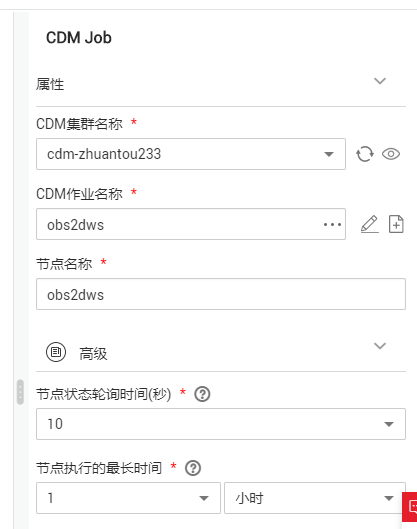 CDM Job
属性
CDM集群名称 *
cdm-zhuantou233
CDM作业名称 *
obs2dws
节点名称 *
obs2dws
高级
节点状态轮询时间(秒) *
10
节点执行的最长时间 *
1 小时